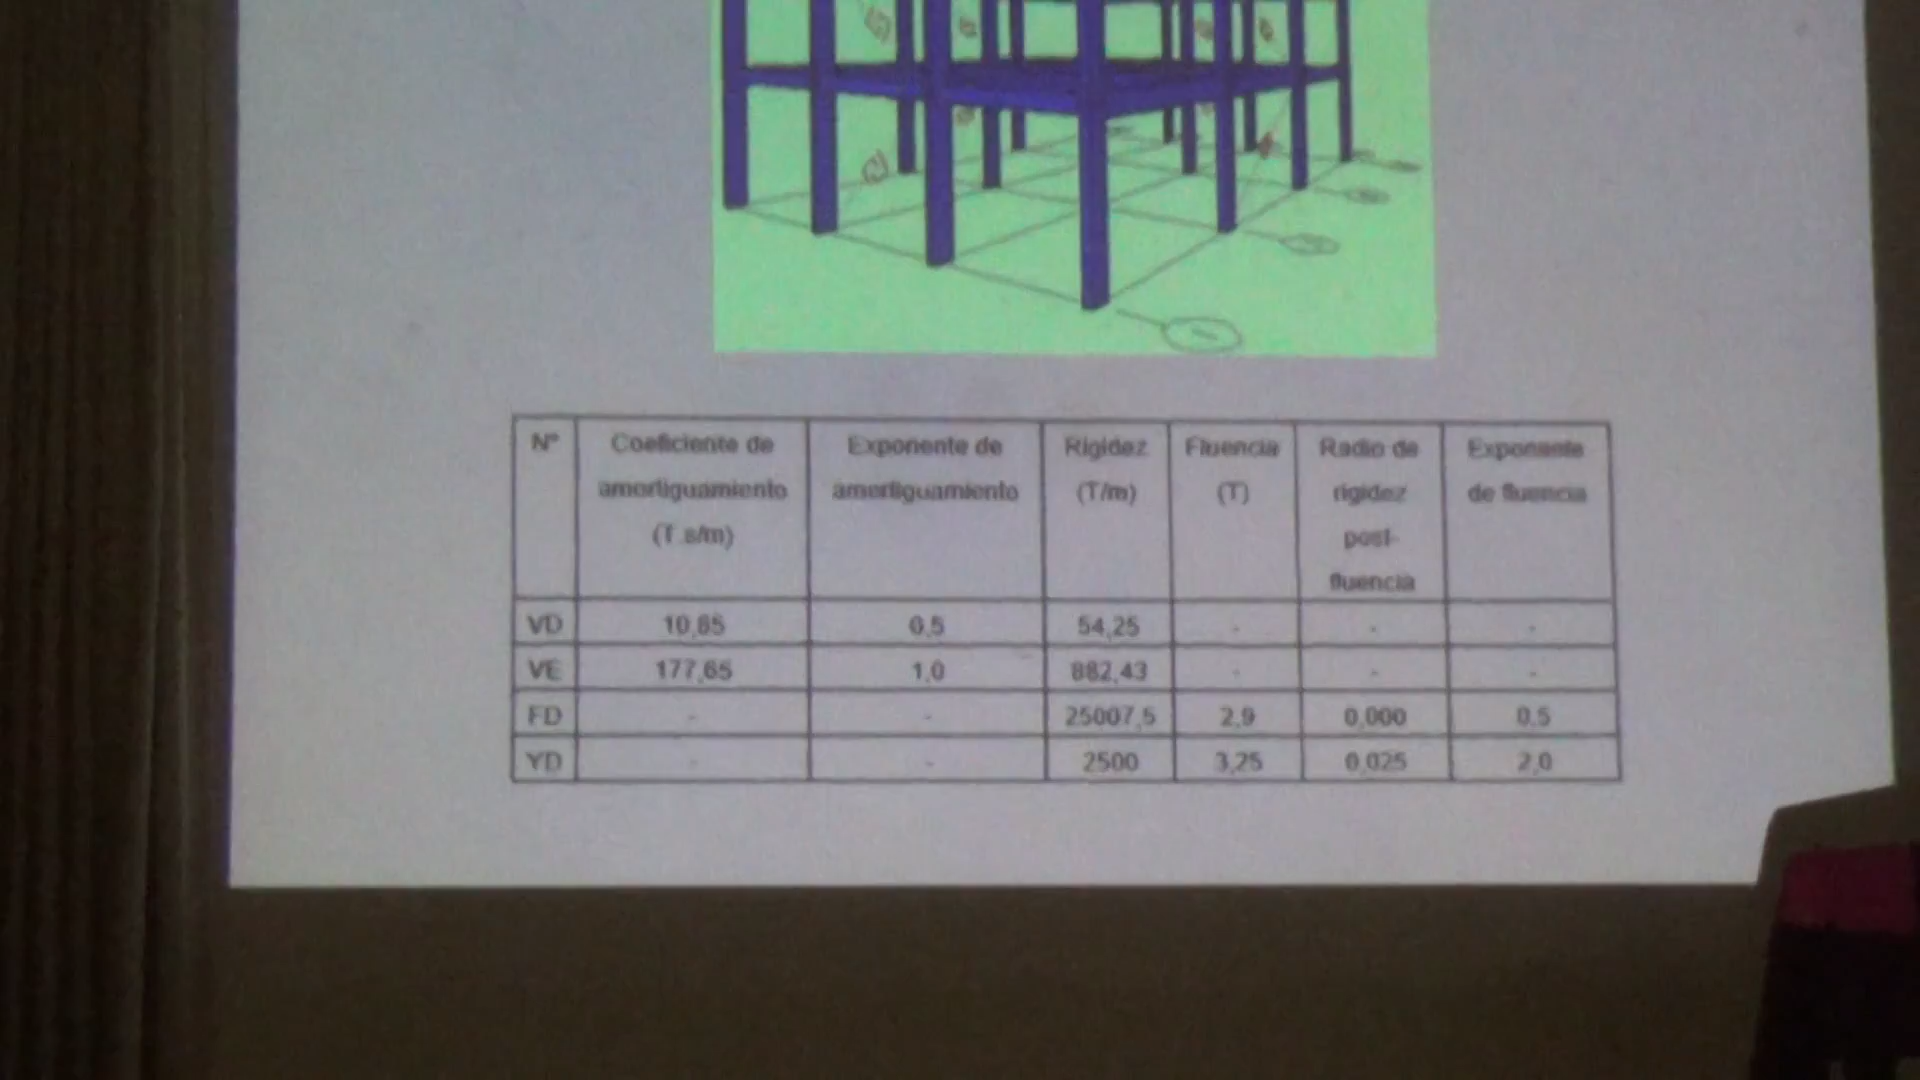 Nº Coeficiente de Exponente de Rigidez Fluencia Radio de Exponente
amortiguamiento amortiguamiento (T/m) (T) rigidez de fluencia
(T.s/m) post-
fluencia
VD 10,85 0,5 54,25 - - -
VE 177,65 1,0 882,43 - - -
FD - - 25007,5 2,9 0,000 0.5
YD - - 2500 3,25 0,025 2,0